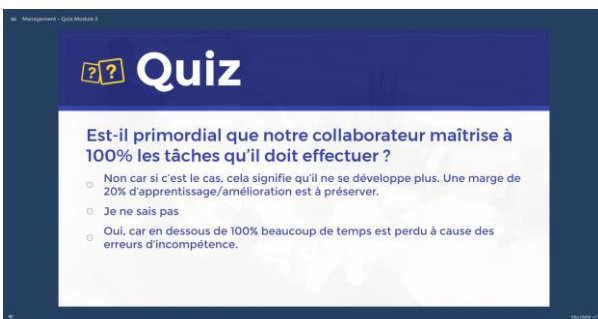 Management - Quiz Module 3
?? Quiz
Est-il primordial que notre collaborateur maîtrise à
100% les tâches qu'il doit effectuer ?
Non car si c'est le cas, cela signifie qu'il ne se développe plus. Une marge de
20% d'apprentissage/amélioration est à préserver.
Je ne sais pas
Oui, car en dessous de 100% beaucoup de temps est perdu à cause des
erreurs d'incompétence.
VALIDER